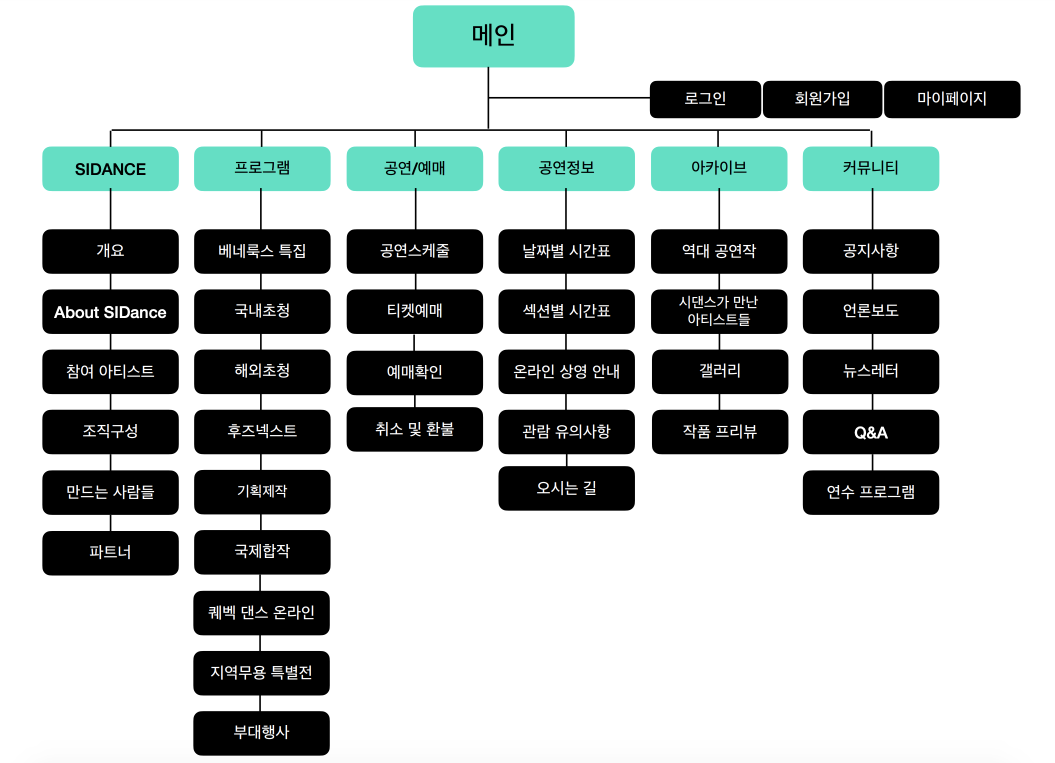 메인
로그인
회원가입
마이페이지
SIDANCE
프로그램
공연/예매
공연정보
아카이브
커뮤니티
개요
About SIDance
참여 아티스트
조직구성
만드는 사람들
파트너
베네룩스 특집
국내초청
해외초청
후즈넥스트
기획제작
국제합작
퀘벡 댄스 온라인
지역무용 특별전
부대행사
공연스케줄
티켓예매
예매확인
취소 및 환불
날짜별 시간표
섹션별 시간표
온라인 상영 안내
관람 유의사항
오시는 길
역대 공연작
시댄스가 만난
아티스트들
갤러리
작품 프리뷰
공지사항
언론보도
뉴스레터
Q&A
연수 프로그램